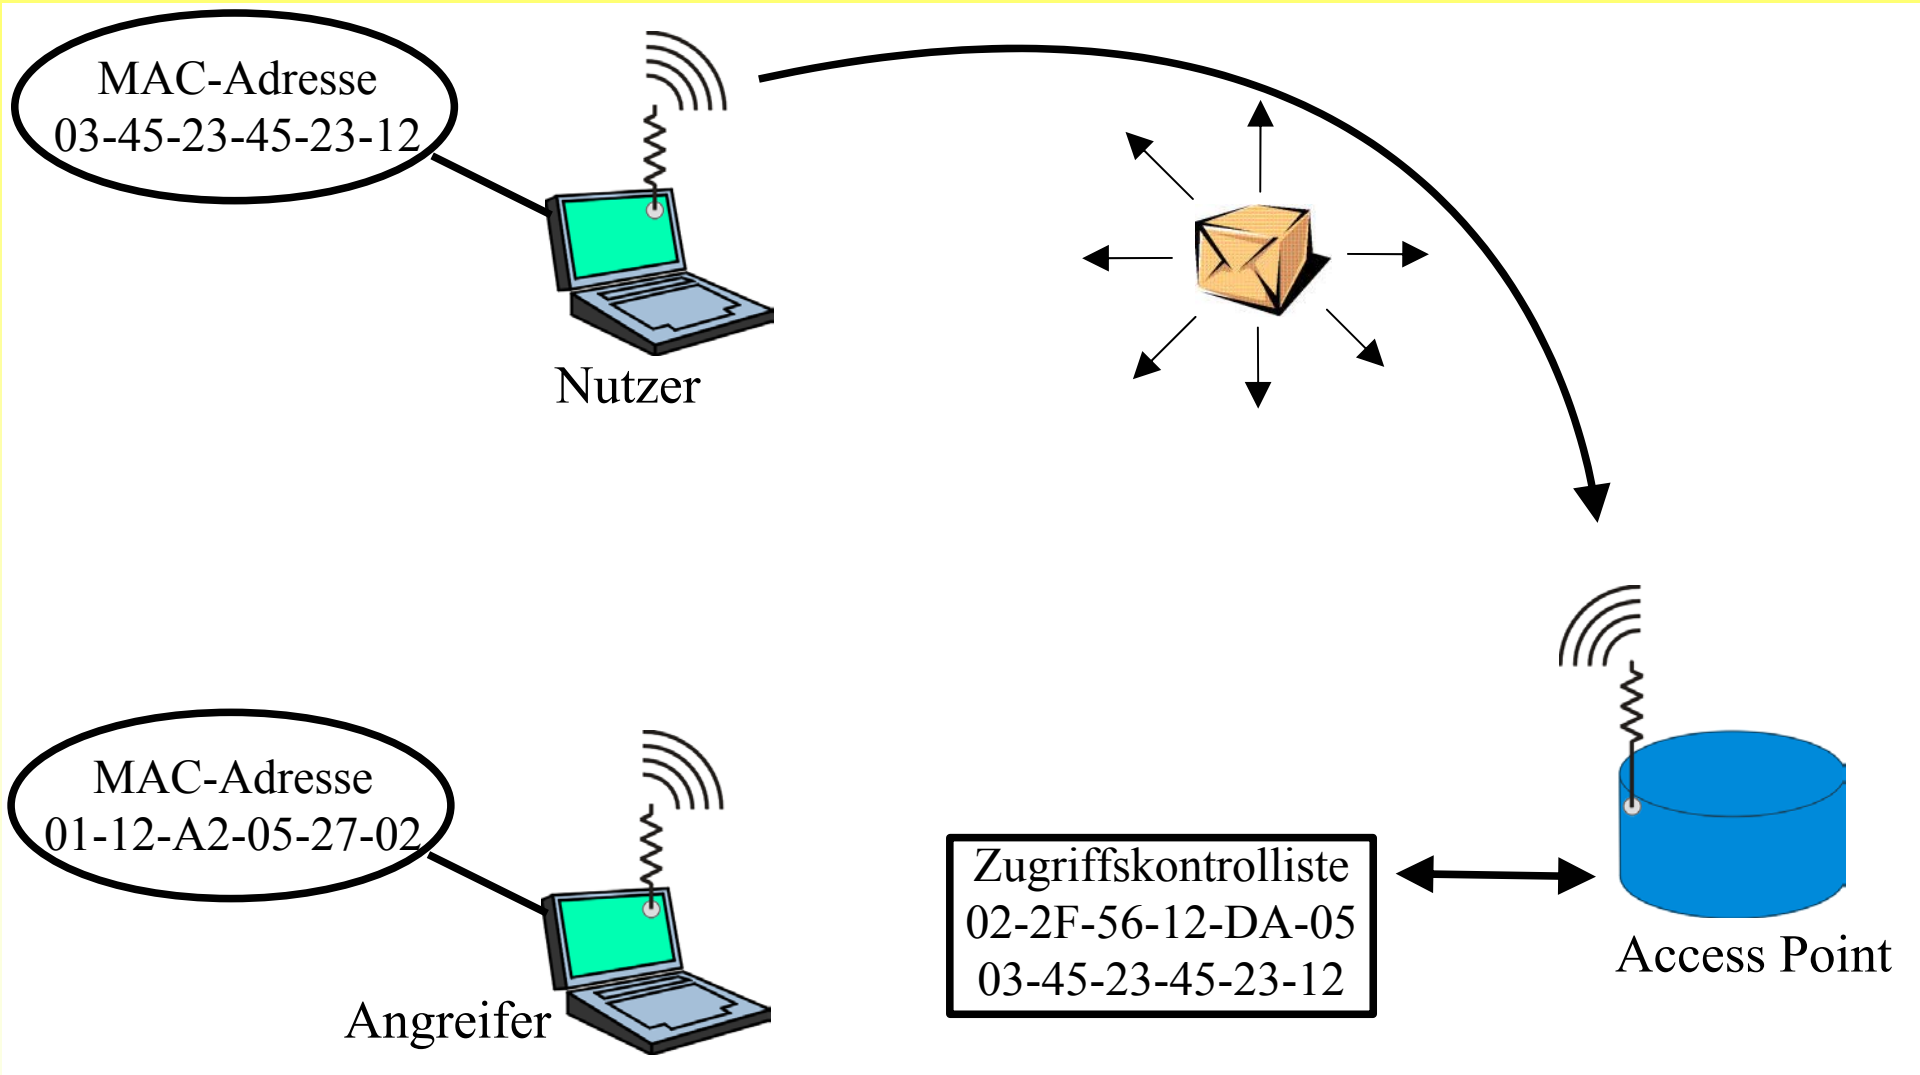 MAC-Adresse
03-45-23-45-23-12
Nutzer
MAC-Adresse
01-12-A2-05-27-02
Angreifer
Zugriffskontrolliste
02-2F-56-12-DA-05
03-45-23-45-23-12
Access Point